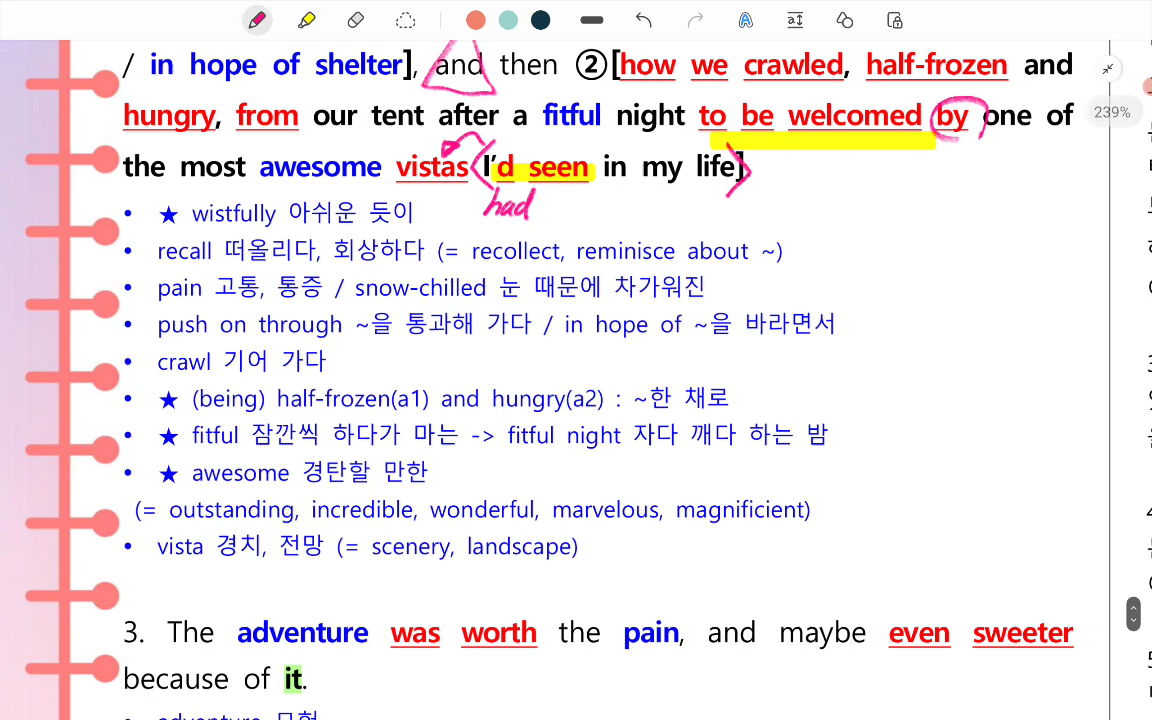 / in hope of shelter], and then ②[how we crawled, half-frozen and
239%
hungry, from our tent after a fitful night to be welcomed by one of
the most awesome vistas I'd seen in my life]
had
• ★ wistfully 아쉬운 듯이
• recall 떠올리다, 회상하다 (= recollect, reminisce about ~)
• pain 고통, 통증 / snow-chilled 눈 때문에 차가워진
• push on through ~을 통과해 가다 / in hope of ~을 바라면서
• crawl 기어 가다
• ★ (being) half-frozen(a1) and hungry(a2) : ~한 채로
• ★ fitful 잠깐씩 하다가 마는 -> fitful night 자다 깨다 하는 밤
• ★ awesome 경탄할 만한
(= outstanding, incredible, wonderful, marvelous, magnificient)
• vista 경치, 전망 (= scenery, landscape)
3. The adventure was worth the pain, and maybe even sweeter
because of it.